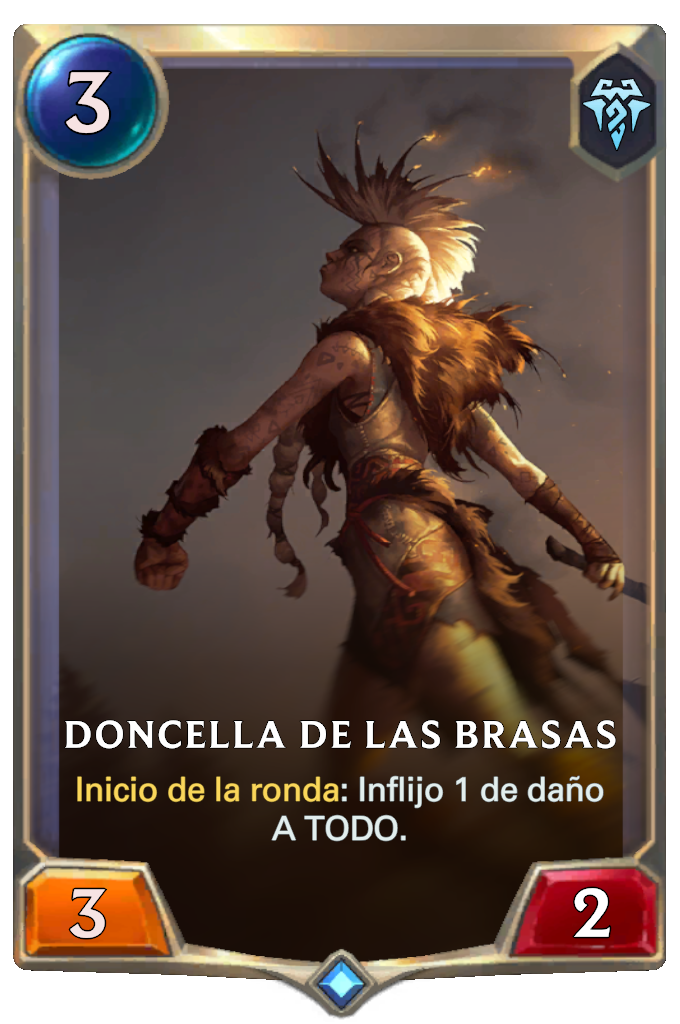 3
DONCELLA DE LAS BRASAS
Inicio de la ronda: Inflijo 1 de daño
A TODO.
3
2